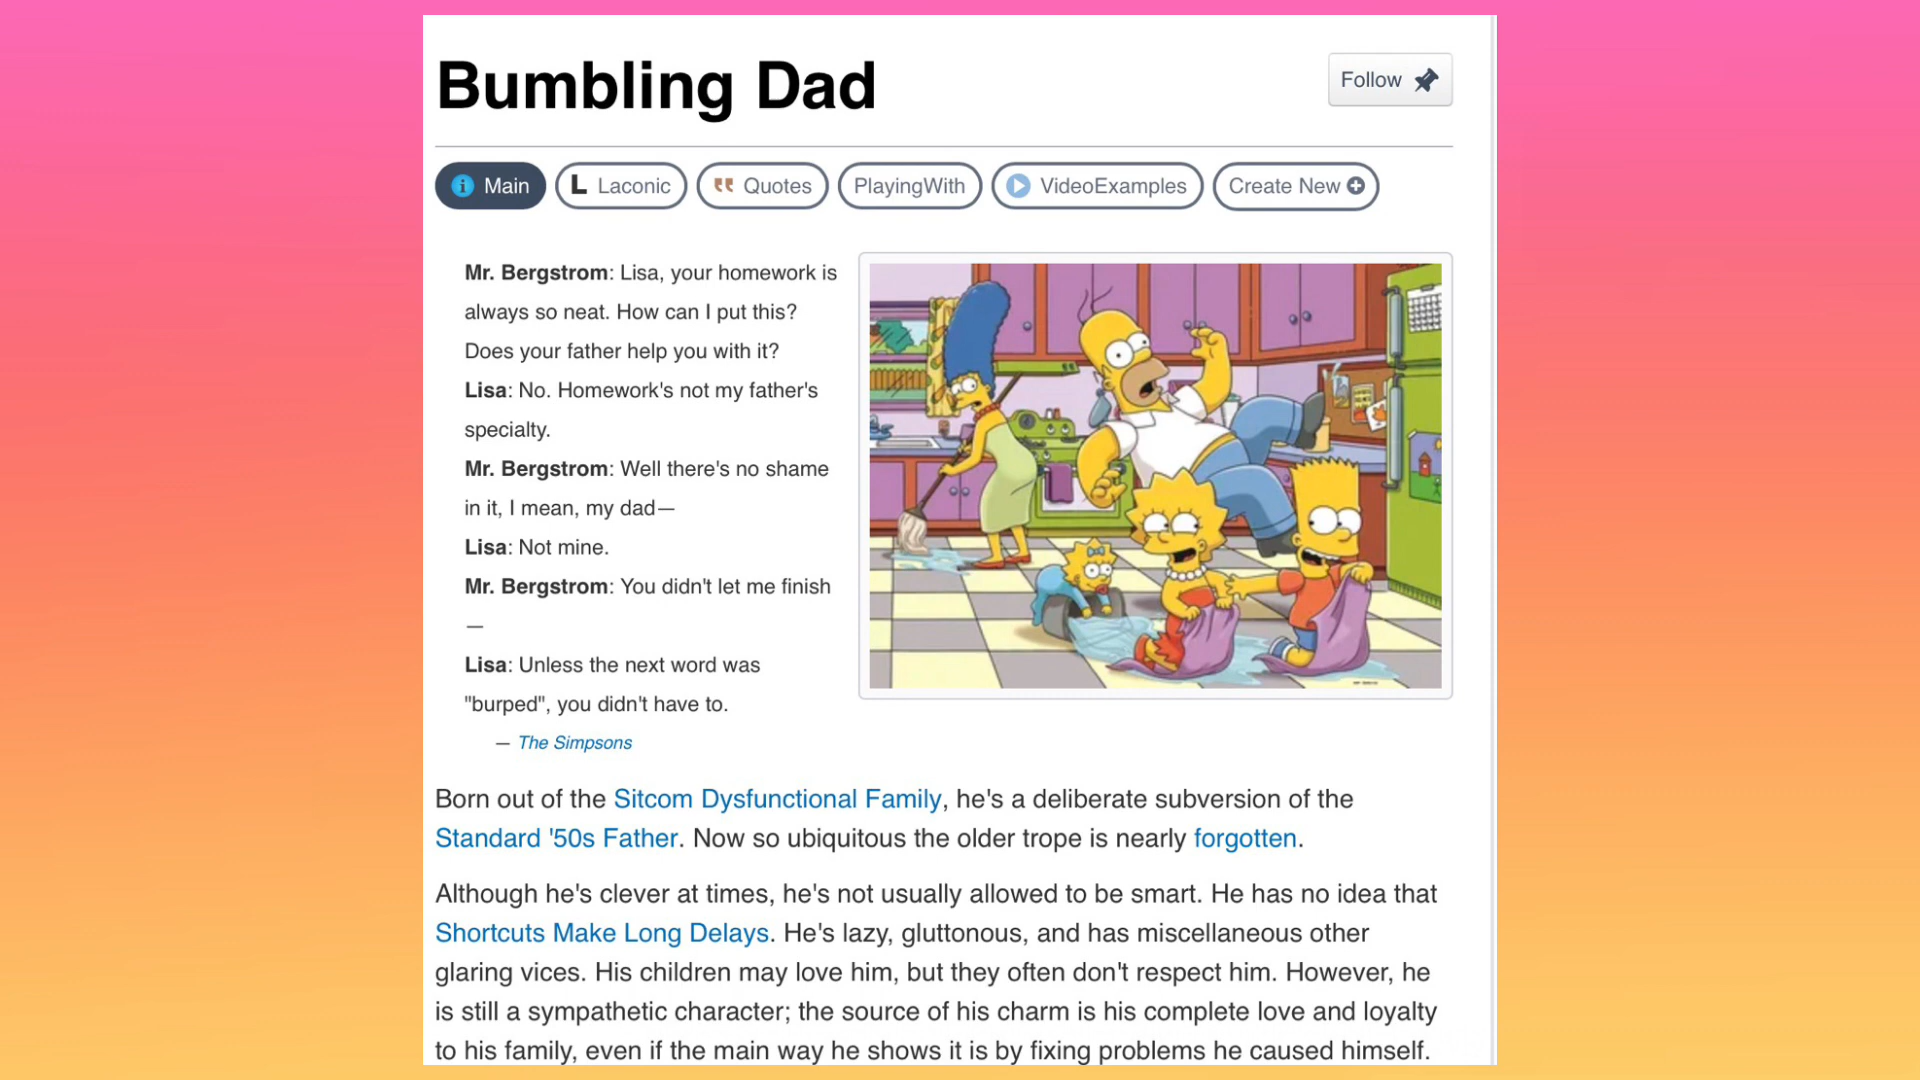 Bumbling Dad
Follow
Main
Laconic
Quotes
PlayingWith
VideoExamples
Create New
Mr. Bergstrom: Lisa, your homework is
always so neat. How can I put this?
Does your father help you with it?
Lisa: No. Homework's not my father's
specialty.
Mr. Bergstrom: Well there's no shame
in it, I mean, my dad—
Lisa: Not mine.
Mr. Bergstrom: You didn't let me finish
—
Lisa: Unless the next word was
"burped", you didn't have to.
— The Simpsons
Born out of the Sitcom Dysfunctional Family, he's a deliberate subversion of the
Standard '50s Father. Now so ubiquitous the older trope is nearly forgotten.
Although he's clever at times, he's not usually allowed to be smart. He has no idea that
Shortcuts Make Long Delays. He's lazy, gluttonous, and has miscellaneous other
glaring vices. His children may love him, but they often don't respect him. However, he
is still a sympathetic character; the source of his charm is his complete love and loyalty
to his family, even if the main way he shows it is by fixing problems he caused himself.